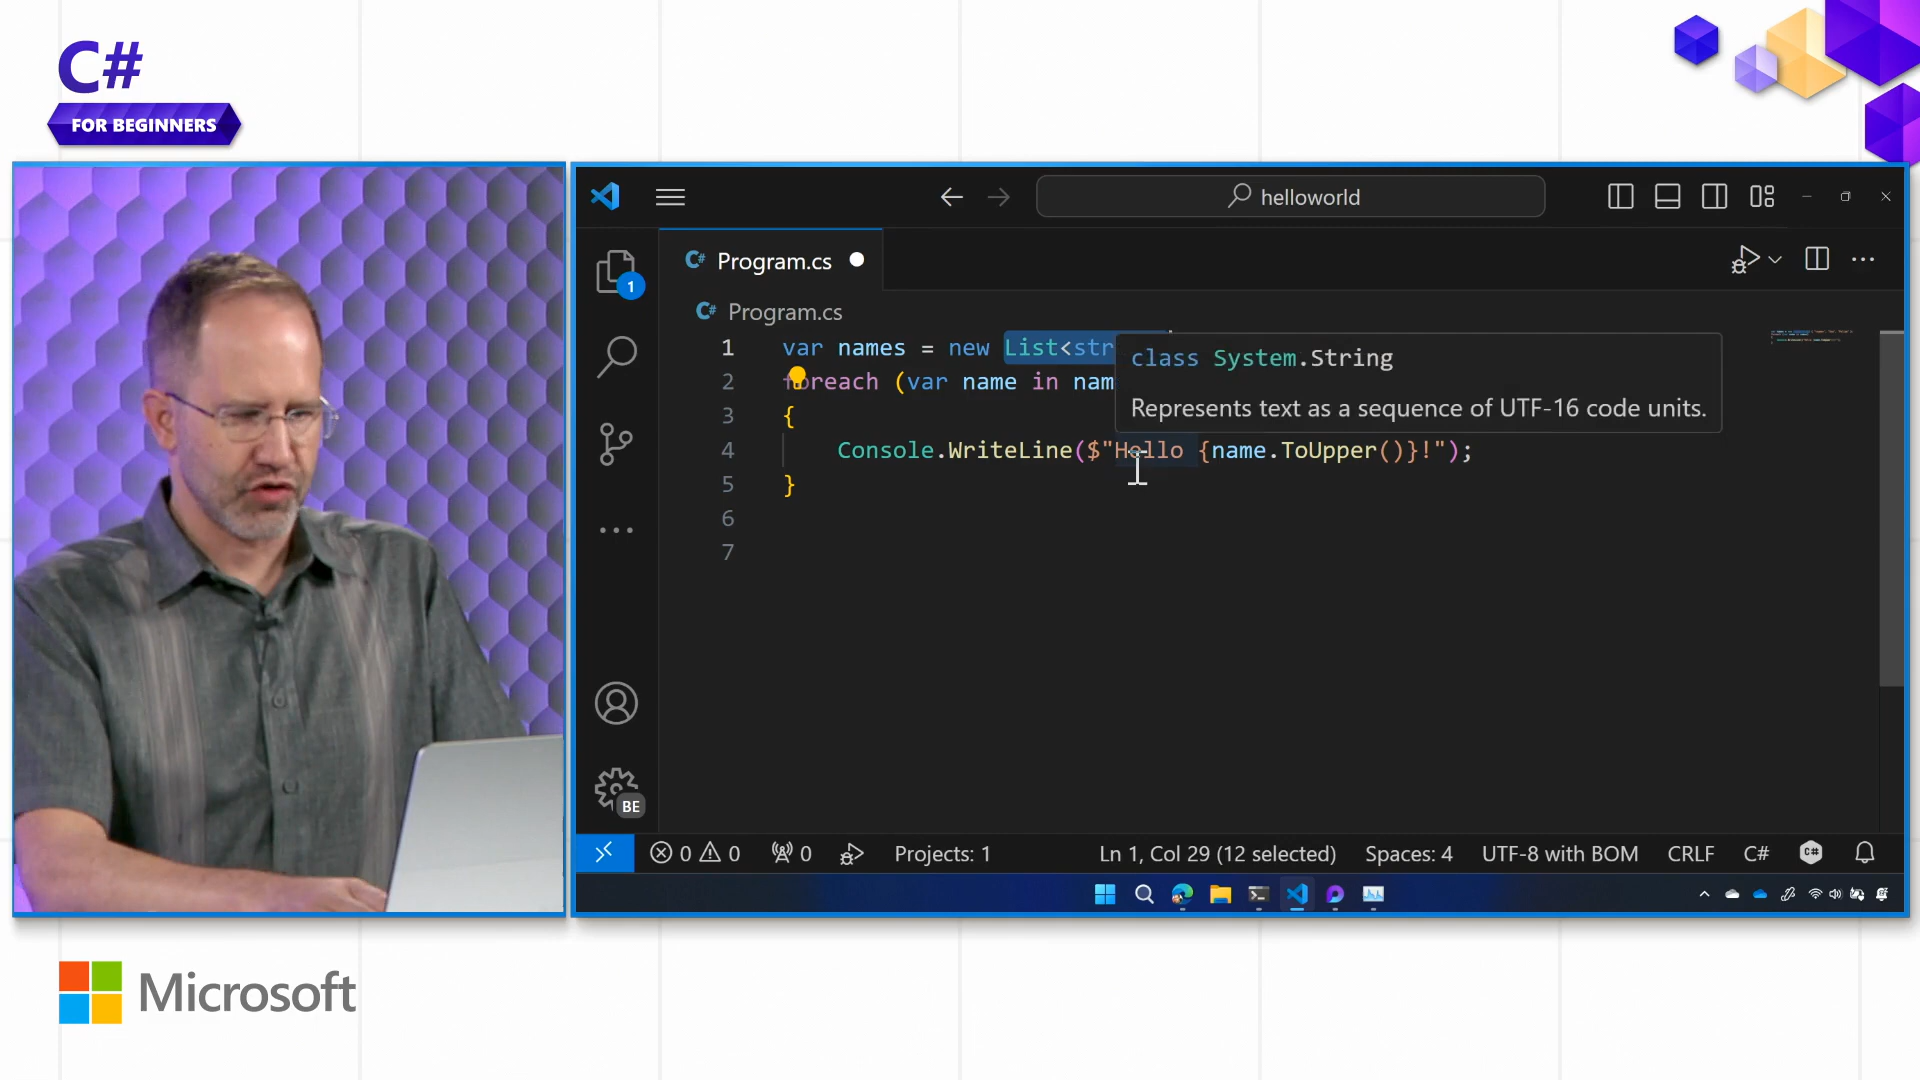 C#
FOR BEGINNERS
helloworld
1
C# Program.cs
C# Program.cs
1 var names = new List<str
class System.String
2 foreach (var name in nam
Represents text as a sequence of UTF-16 code units.
3 {
4 Console.WriteLine($"Hello {name.ToUpper()}!");
5 }
6
7
BE
0 0 0 Projects: 1 Ln 1, Col 29 (12 selected) Spaces: 4 UTF-8 with BOM CRLF C# C#
Microsoft